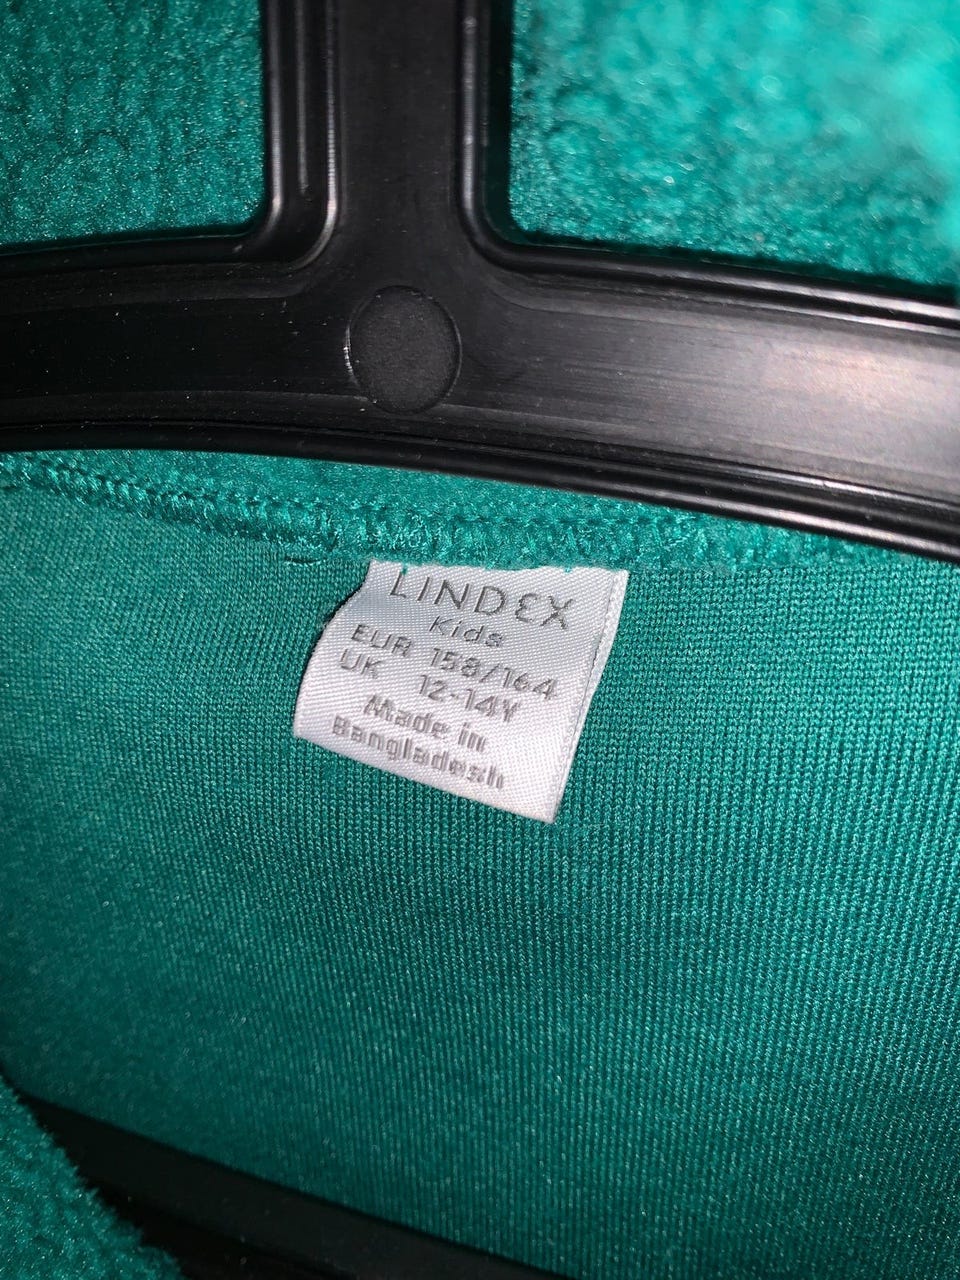 LINDEX
Kids
EUR 158/164
UK 12-14Y
Made in
Bangladesh